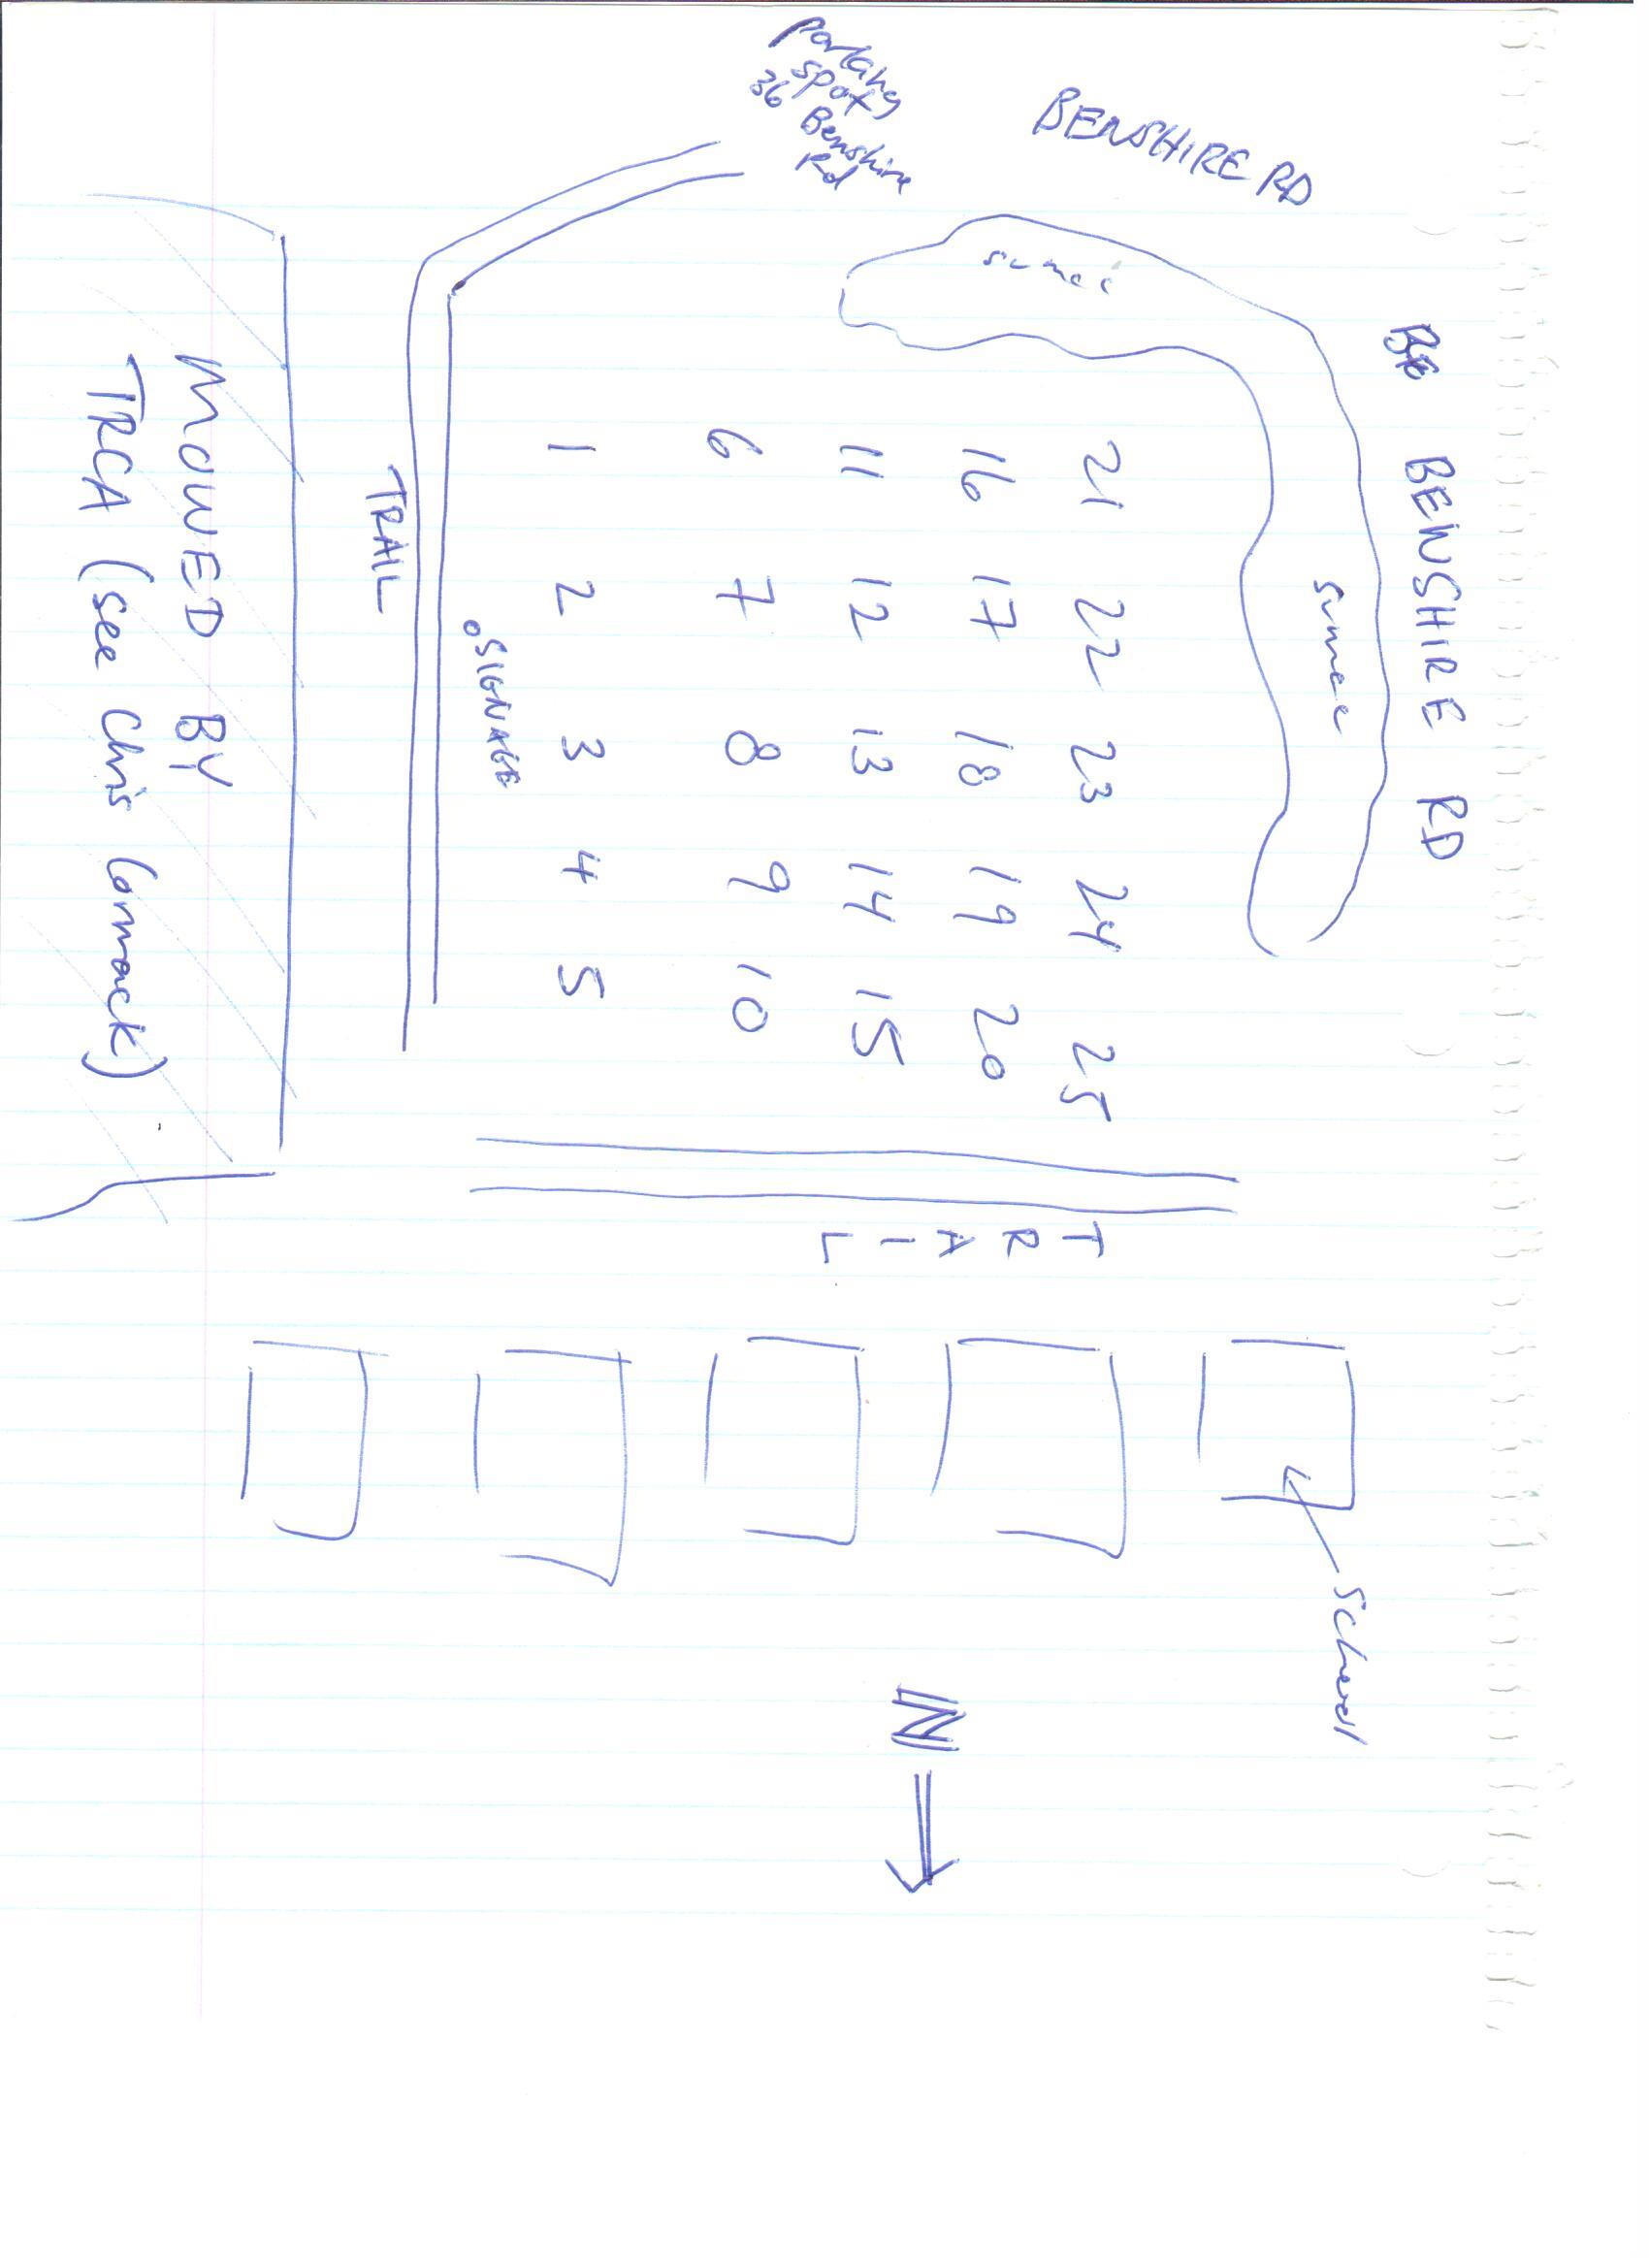 BE BENSHIRE RD
BENSHIRE RD
sumac
sumac
Parking
spot
36 Benshire
Rd
21 22 23 24 25
16 17 18 19 20
11 12 13 14 15
6 7 8 9 10
1 2 3 4 5
SIGNAGE
TRAIL
TRAIL
MOWED BY
TRCA (see Chris Cormack)
School
N